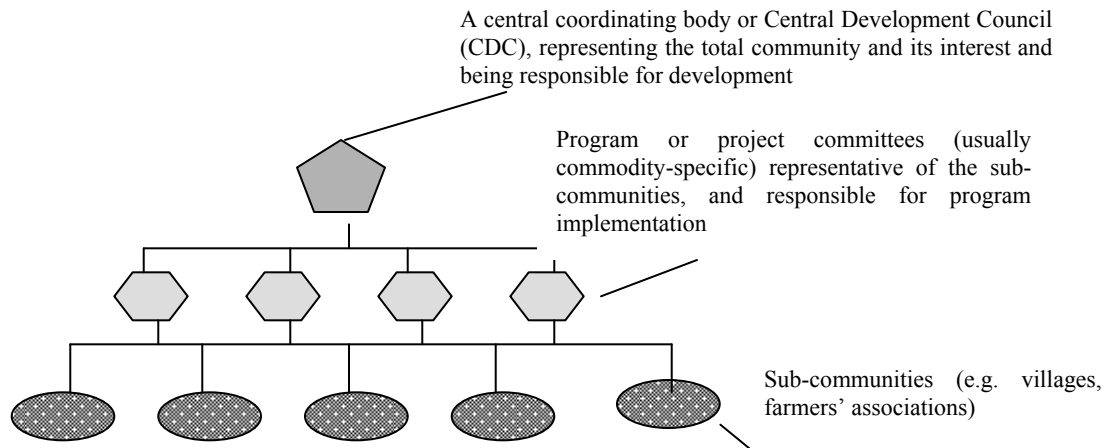 A central coordinating body or Central Development Council
(CDC), representing the total community and its interest and
being responsible for development
Program or project committees (usually
commodity-specific) representative of the sub-
communities, and responsible for program
implementation
Sub-communities (e.g. villages,
farmers’ associations)